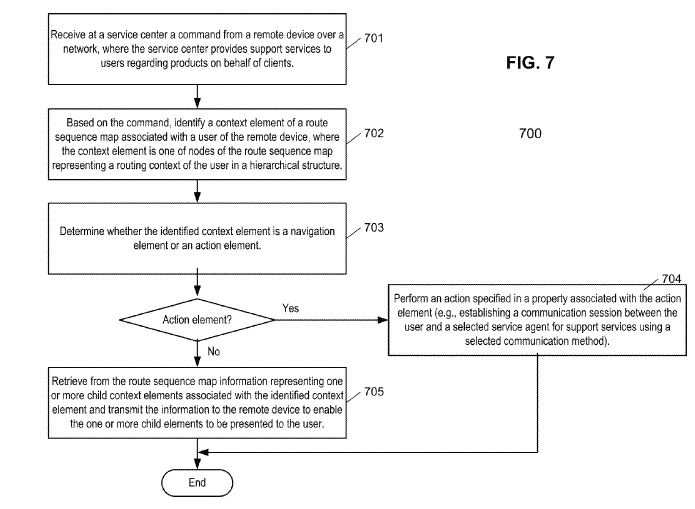 Receive at a service center a command from a remote device over a
network, where the service center provides support services to
users regarding products on behalf of clients.
701
FIG. 7
700
Based on the command, identify a context element of a route
sequence map associated with a user of the remote device, where
the context element is one of nodes of the route sequence map
representing a routing context of the user in a hierarchical structure.
702
Determine whether the identified context element is a navigation
element or an action element.
703
Action element?
Yes
No
704
Perform an action specified in a property associated with the action
element (e.g., establishing a communication session between the
user and a selected service agent for support services using a
selected communication method).
Retrieve from the route sequence map information representing one
or more child context elements associated with the identified context
element and transmit the information to the remote device to enable
the one or more child elements to be presented to the user.
705
End